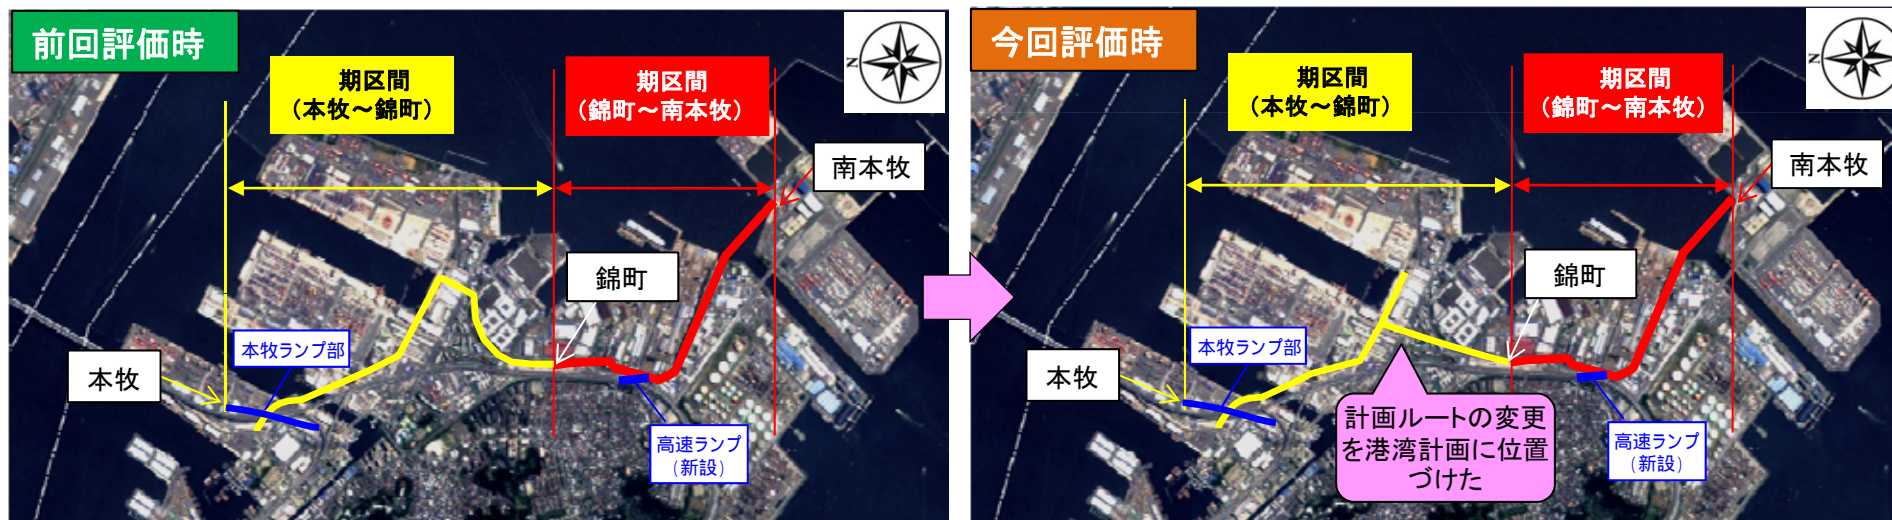 前回評価時
期区間
(本牧～錦町)
期区間
(錦町～南本牧)
N
南本牧
錦町
本牧ランプ部
本牧
高速ランプ
(新設)
今回評価時
期区間
(本牧～錦町)
期区間
(錦町～南本牧)
N
南本牧
錦町
本牧ランプ部
本牧
計画ルートの変更
を港湾計画に位置
づけた
高速ランプ
(新設)